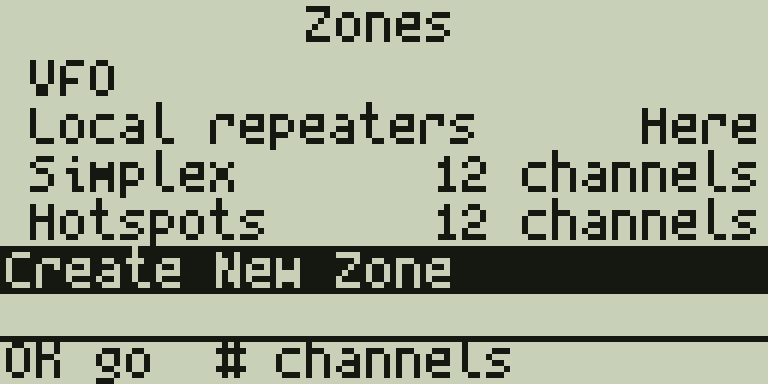 Zones
VFO
Local repeaters Here
Simplex 12 channels
Hotspots 12 channels
Create New Zone
OK go # channels